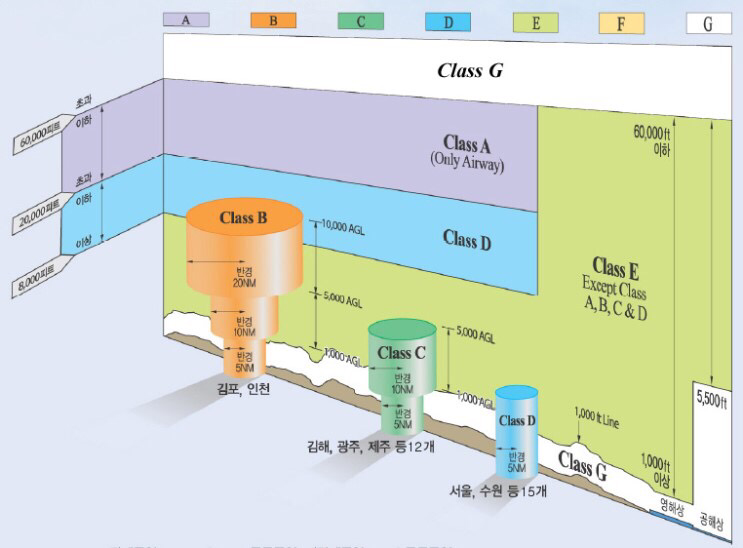 A
B
C
D
E
F
G
Class G
60,000피트
초과
이하
Class A
(Only Airway)
60,000 ft
이하
20,000피트
초과
이하
Class B
10,000 AGL
Class D
8,000피트
이상
반경
20NM
5,000 AGL
Class E
Except Class
A, B, C & D
반경
10NM
반경
5NM
1,000 AGL
김포, 인천
5,000 AGL
Class C
반경
10NM
1,000 AGL
반경
5NM
김해, 광주, 제주 등12개
Class D
반경
5NM
서울, 수원 등15개
1,000 ft Line
Class G
5,500ft
1,000ft
이상
영해상
공해상